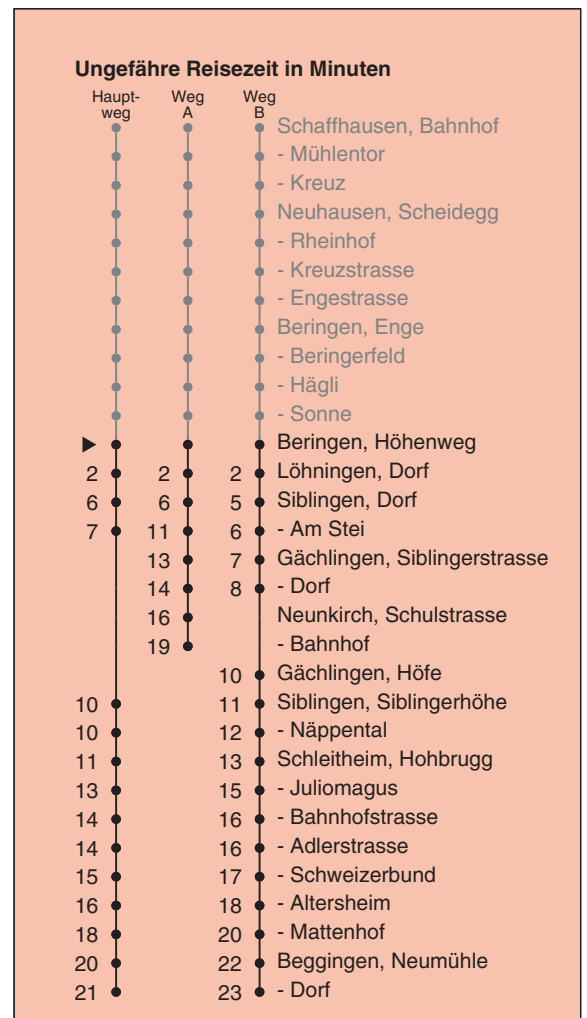 Ungefähre Reisezeit in Minuten
Haupt- Weg Weg
weg A B
Schaffhausen, Bahnhof
- Mühlentor
- Kreuz
Neuhausen, Scheidegg
- Rheinhof
- Kreuzstrasse
- Engestrasse
Beringen, Enge
- Beringerfeld
- Hägli
- Sonne
Beringen, Höhenweg
2 2 2 Löhningen, Dorf
6 6 5 Siblingen, Dorf
7 11 6 - Am Stei
13 7 Gächlingen, Siblingerstrasse
14 8 - Dorf
16 Neunkirch, Schulstrasse
19 - Bahnhof
10 Gächlingen, Höfe
10 11 Siblingen, Siblingerhöhe
10 12 - Näppental
11 13 Schleitheim, Hohbrugg
13 15 - Juliomagus
14 16 - Bahnhofstrasse
14 16 - Adlerstrasse
15 17 - Schweizerbund
16 18 - Altersheim
18 20 - Mattenhof
20 22 Beggingen, Neumühle
21 23 - Dorf